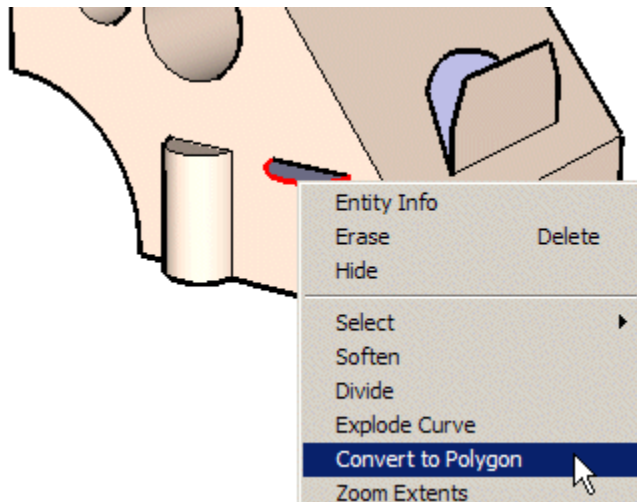 Entity Info
Erase Delete
Hide
Select
Soften
Divide
Explode Curve
Convert to Polygon
Zoom Extents